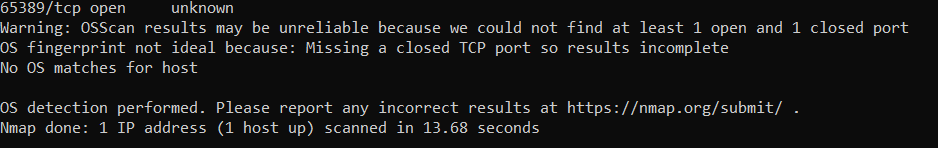 65389/tcp open     unknown
Warning: OSScan results may be unreliable because we could not find at least 1 open and 1 closed port
OS fingerprint not ideal because: Missing a closed TCP port so results incomplete
No OS matches for host
OS detection performed. Please report any incorrect results at https://nmap.org/submit/ .
Nmap done: 1 IP address (1 host up) scanned in 13.68 seconds